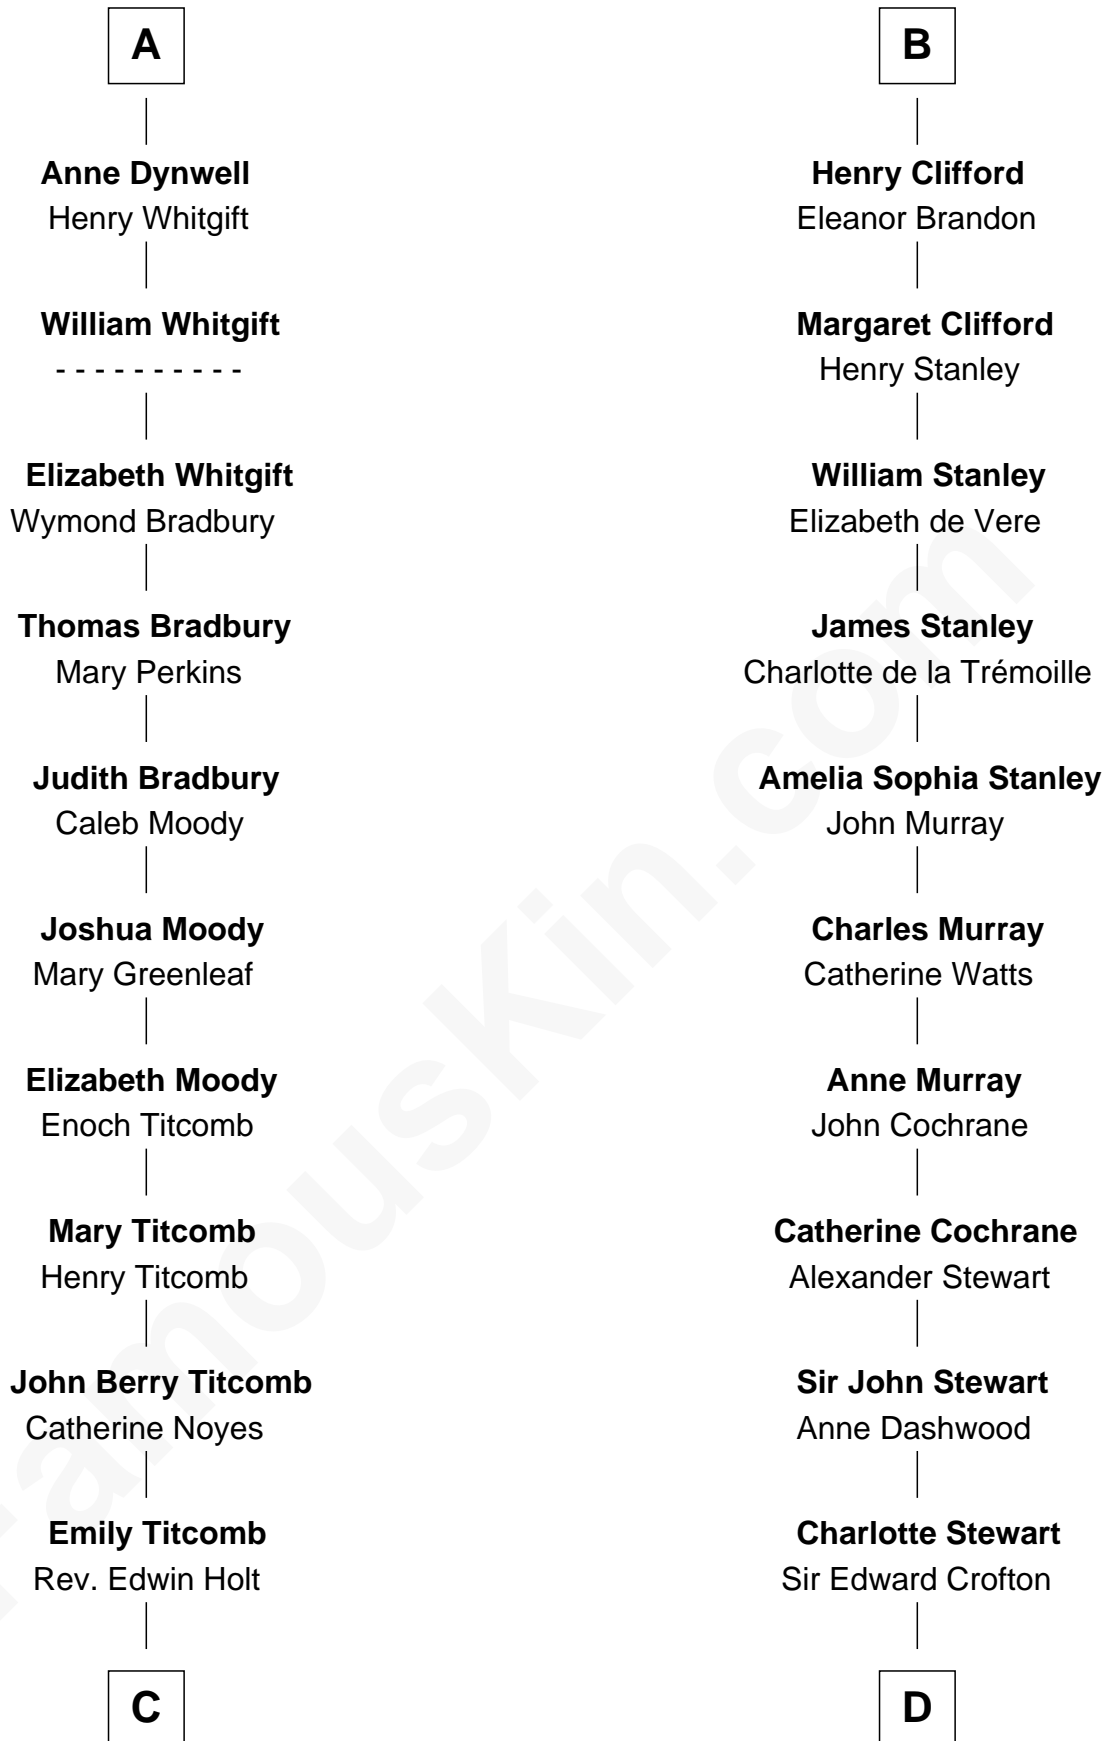 A
Anne Dynwell
Henry Whitgift
William Whitgift
- - - - - - - - - -
Elizabeth Whitgift
Wymond Bradbury
Thomas Bradbury
Mary Perkins
Judith Bradbury
Caleb Moody
Joshua Moody
Mary Greenleaf
Elizabeth Moody
Enoch Titcomb
Mary Titcomb
Henry Titcomb
John Berry Titcomb
Catherine Noyes
Emily Titcomb
Rev. Edwin Holt
C
B
Henry Clifford
Eleanor Brandon
Margaret Clifford
Henry Stanley
William Stanley
Elizabeth de Vere
James Stanley
Charlotte de la Trémoille
Amelia Sophia Stanley
John Murray
Charles Murray
Catherine Watts
Anne Murray
John Cochrane
Catherine Cochrane
Alexander Stewart
Sir John Stewart
Anne Dashwood
Charlotte Stewart
Sir Edward Crofton
D
FamousKin.com